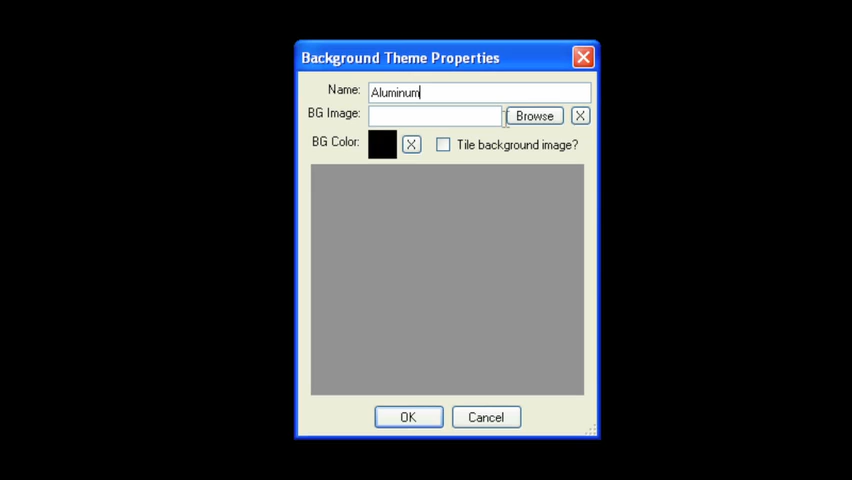 Background Theme Properties
Name: Aluminum
BG Image: Browse X
BG Color: X Tile background image?
OK Cancel